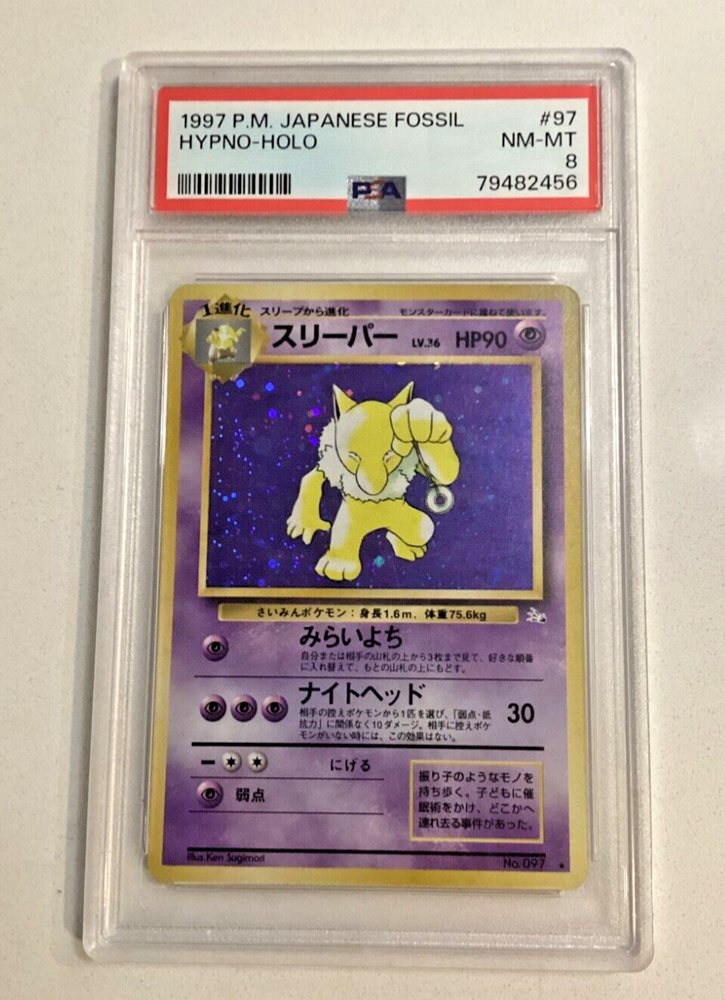 1997 P.M. JAPANESE FOSSIL #97
HYPNO-HOLO NM-MT
8
PSA 79482456
1進化 スリープから進化 モンスターカードに重ねて使います。
スリーパー LV.36 HP90
さいみんポケモン：身長1.6m、体重75.6kg
みらいよち
自分または相手の山札の上から3枚まで見て、好きな順番
に入れ替えて、もとの山札の上にもどす。
ナイトヘッド 30
相手の控えポケモンから1匹を選び、「弱点・抵
抗力」に関係なく10ダメージ。相手に控えポケ
モンがいない時には、この効果はない。
ー にげる
弱点
振り子のようなモノを
持ち歩く。子どもに催
眠術をかけ、どこかへ
連れ去る事件があった。
Illus.Ken Sugimori No.097 ★